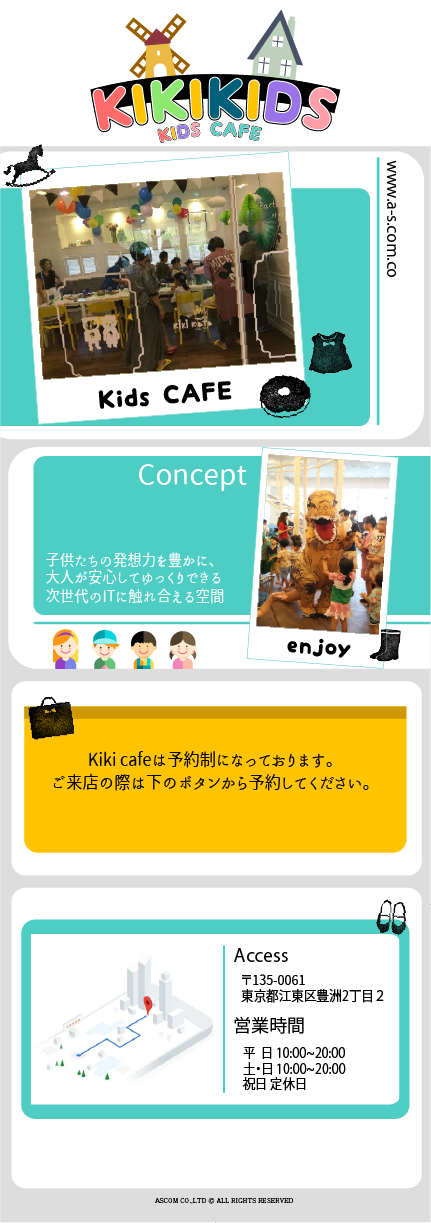 KIKIKIDS
KIDS CAFE
www.a-s.com.co
Kids CAFE
Concept
子供たちの発想力を豊かに、
大人が安心してゆっくりできる
次世代のITに触れ合える空間
enjoy
Kiki cafeは予約制になっております。
ご来店の際は下のボタンから予約してください。
Access
〒135-0061
東京都江東区豊洲2丁目2
営業時間
平 日 10:00~20:00
土・日 10:00~20:00
祝日 定休日
ASCOM CO.,LTD © ALL RIGHTS RESERVED